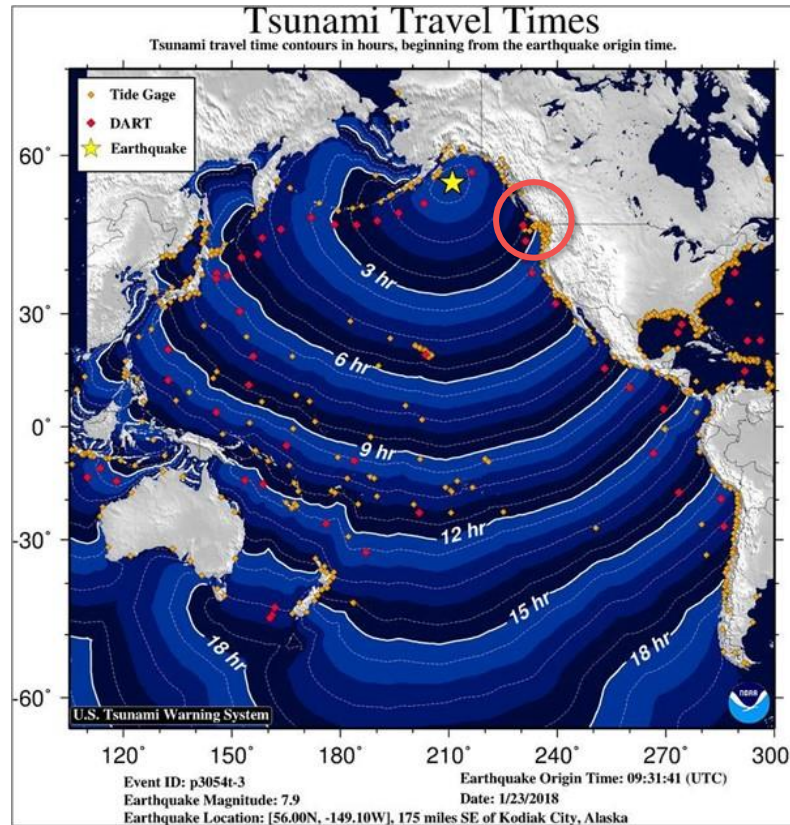 Tsunami Travel Times
Tsunami travel time contours in hours, beginning from the earthquake origin time.
Tide Gage
DART
Earthquake
60°
30°
0°
-30°
-60°
3 hr
6 hr
9 hr
12 hr
15 hr
18 hr
18 hr
NOAA
U.S. Tsunami Warning System
120° 150° 180° 210° 240° 270° 300°
Event ID: p3054t-3
Earthquake Magnitude: 7.9
Earthquake Origin Time: 09:31:41 (UTC)
Date: 1/23/2018
Earthquake Location: [56.00N, -149.10W], 175 miles SE of Kodiak City, Alaska